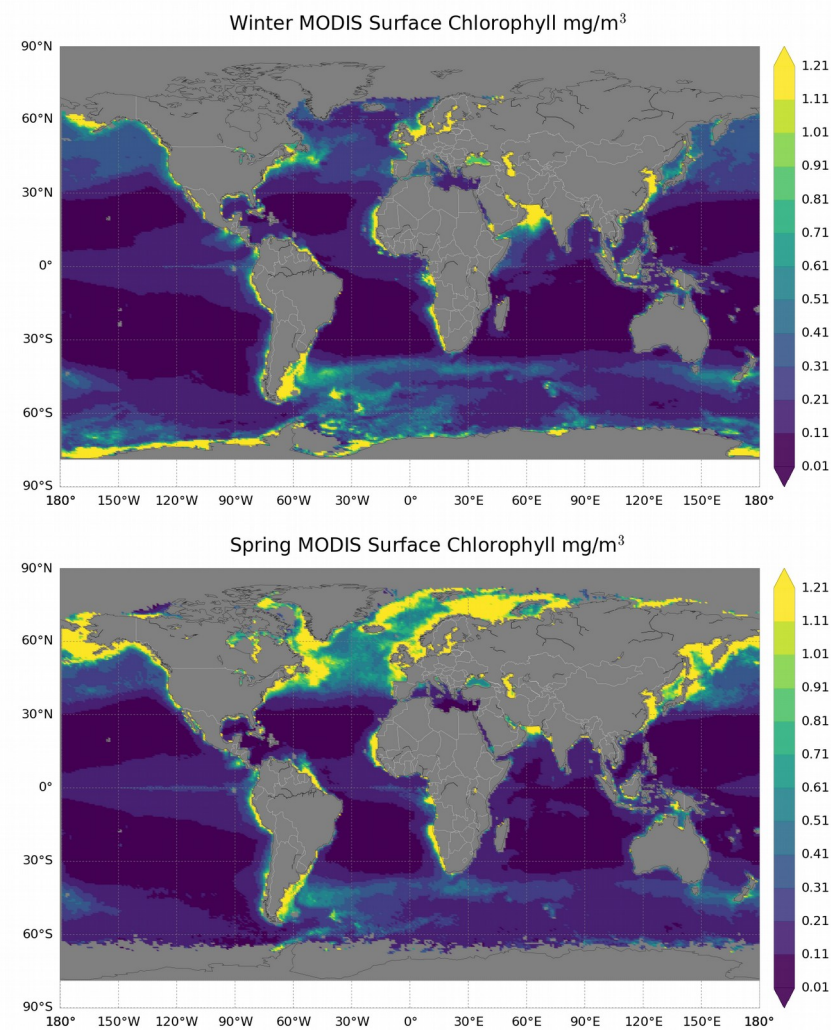 Winter MODIS Surface Chlorophyll mg/m³
90°N
60°N
30°N
0°
30°S
60°S
90°S
180° 150°W 120°W 90°W 60°W 30°W 0° 30°E 60°E 90°E 120°E 150°E 180°
1.21
1.11
1.01
0.91
0.81
0.71
0.61
0.51
0.41
0.31
0.21
0.11
0.01
Spring MODIS Surface Chlorophyll mg/m³
90°N
60°N
30°N
0°
30°S
60°S
90°S
180° 150°W 120°W 90°W 60°W 30°W 0° 30°E 60°E 90°E 120°E 150°E 180°
1.21
1.11
1.01
0.91
0.81
0.71
0.61
0.51
0.41
0.31
0.21
0.11
0.01